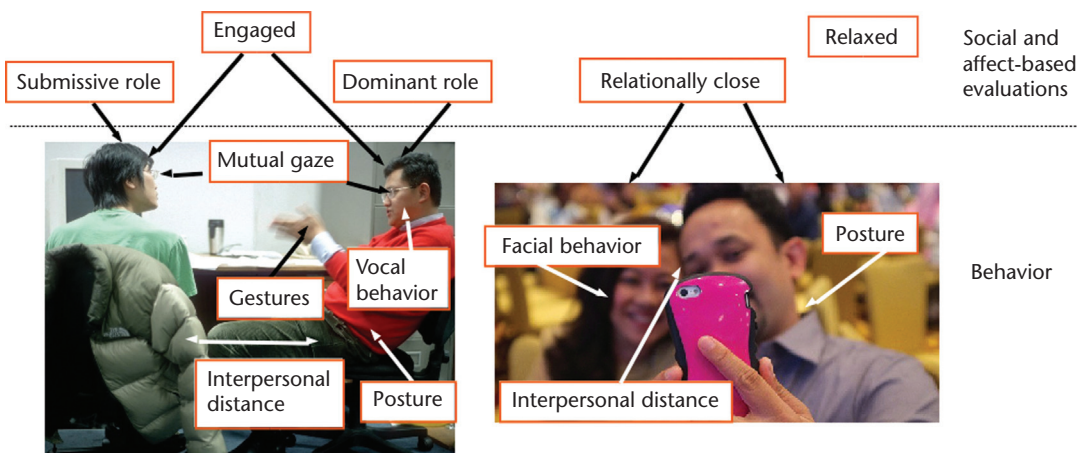 Engaged
Submissive role
Dominant role
Relationally close
Relaxed
Social and
affect-based
evaluations
Mutual gaze
Gestures
Vocal
behavior
Interpersonal
distance
Posture
Facial behavior
Posture
Interpersonal distance
Behavior